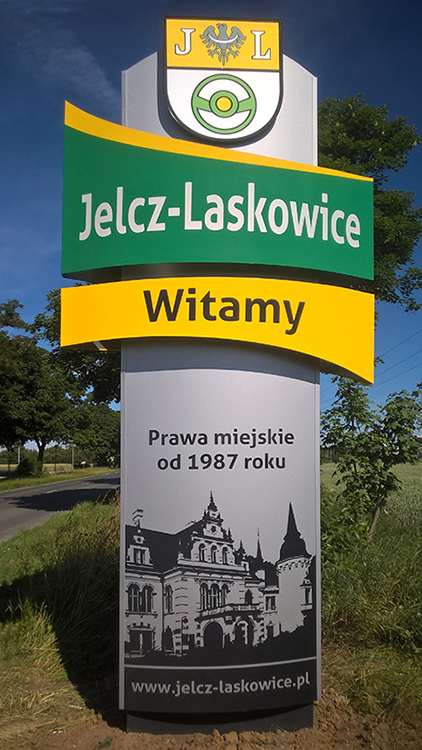 J L
Jelcz-Laskowice
Witamy
Prawa miejskie
od 1987 roku
www.jelcz-laskowice.pl